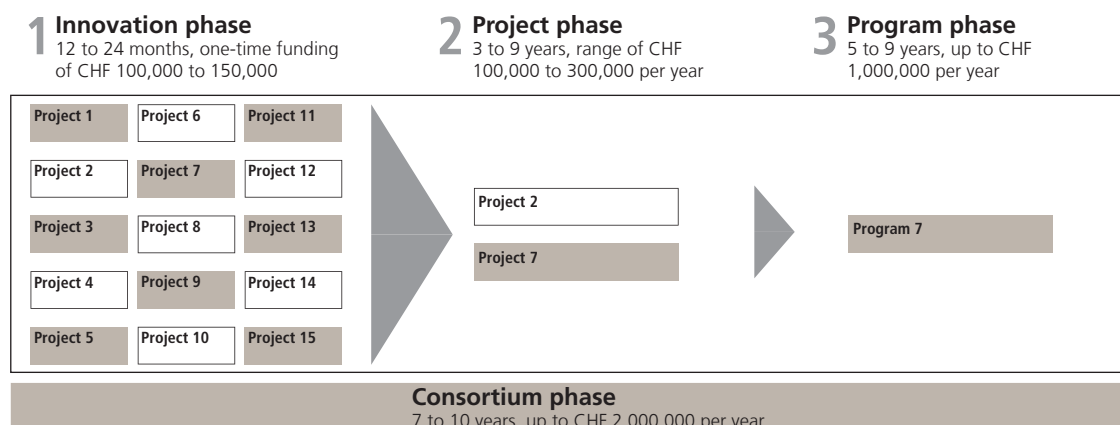 1 Innovation phase
12 to 24 months, one-time funding
of CHF 100,000 to 150,000
2 Project phase
3 to 9 years, range of CHF
100,000 to 300,000 per year
3 Program phase
5 to 9 years, up to CHF
1,000,000 per year
Project 1
Project 6
Project 11
Project 2
Project 7
Project 12
Project 3
Project 8
Project 13
Project 4
Project 9
Project 14
Project 5
Project 10
Project 15
Project 2
Project 7
Program 7
Consortium phase
7 to 10 years, up to CHF 2,000,000 per year